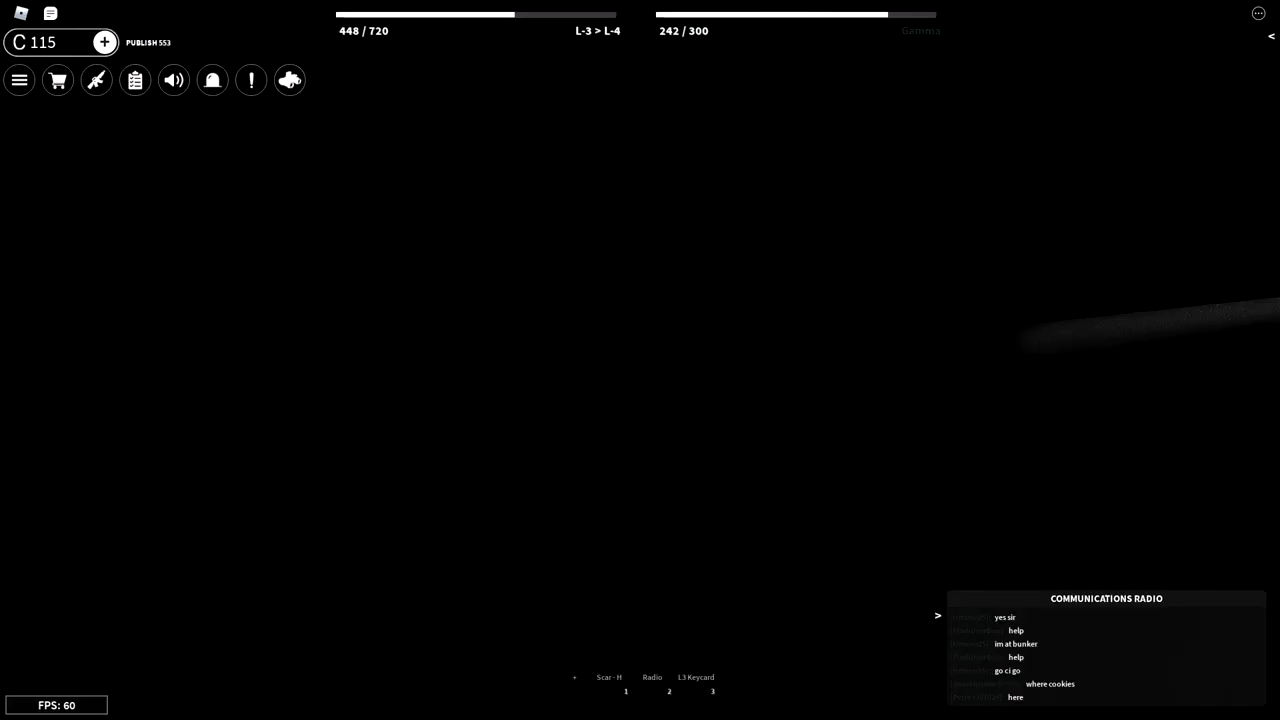 C 115 +
PUBLISH 553
448 / 720
L-3 > L-4
242 / 300
Gamma
<
!
COMMUNICATIONS RADIO
>
yes sir
help
im at bunker
help
go ci go
where cookies
here
+ Scar - H Radio L3 Keycard
1 2 3
FPS: 60